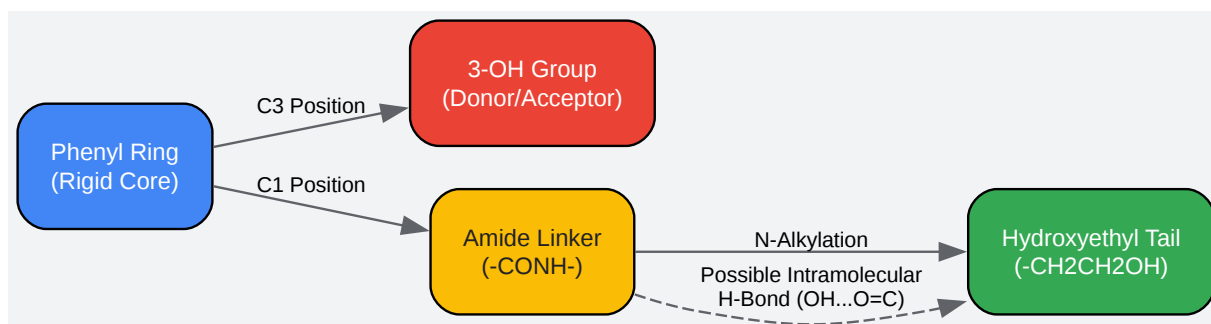 3-OH Group
(Donor/Acceptor)
C3 Position
Phenyl Ring
(Rigid Core)
C1 Position
Amide Linker
(-CONH-)
N-Alkylation
Possible Intramolecular
H-Bond (OH...O=C)
Hydroxyethyl Tail
(-CH2CH2OH)